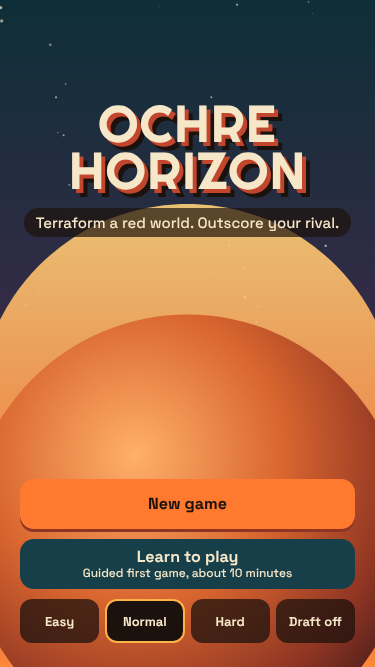 OCHRE
HORIZON
Terraform a red world. Outscore your rival.
New game
Learn to play
Guided first game, about 10 minutes
Easy
Normal
Hard
Draft off